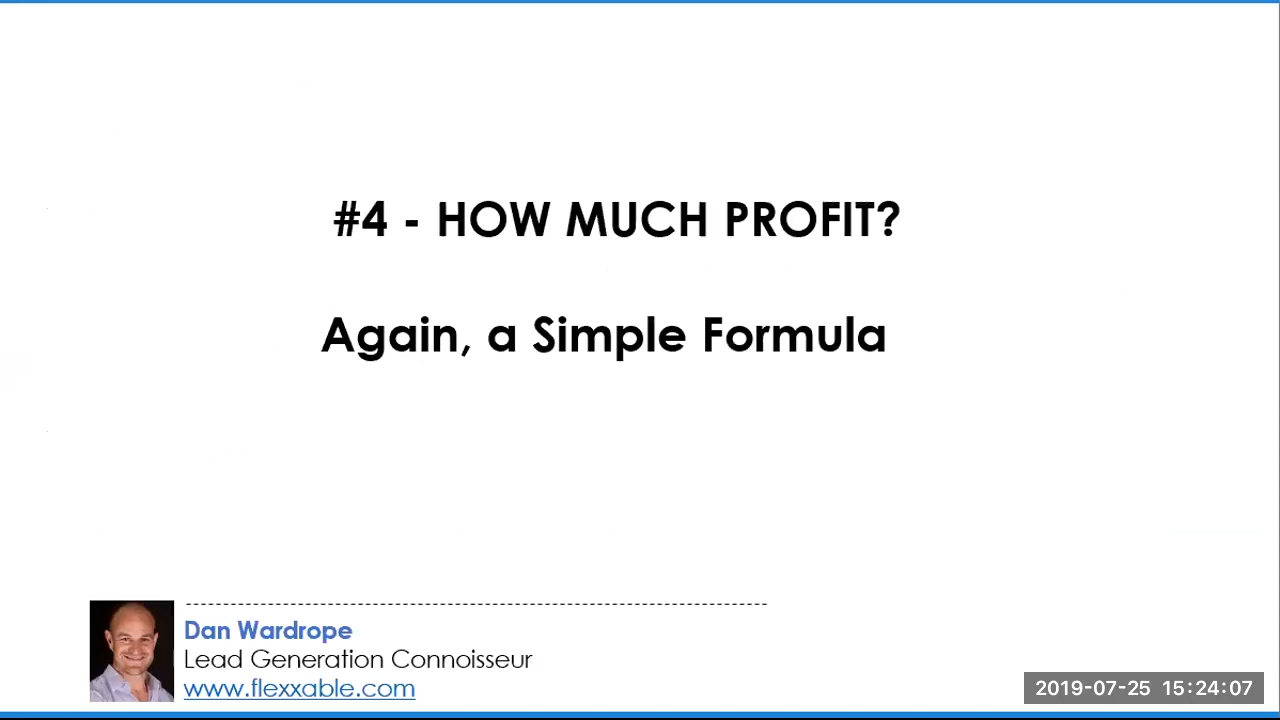 #4 - HOW MUCH PROFIT?
Again, a Simple Formula
Dan Wardrope
Lead Generation Connoisseur
www.flexxable.com
2019-07-25 15:24:07